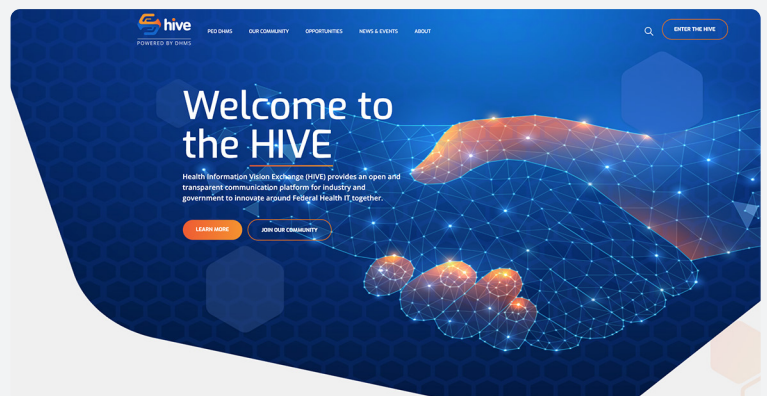 hive
POWERED BY DHMS
PEO DHMS
OUR COMMUNITY
OPPORTUNITIES
NEWS & EVENTS
ABOUT
ENTER THE HIVE
Welcome to
the HIVE
Health Information Vision Exchange (HIVE) provides an open and
transparent communication platform for industry and
government to innovate around Federal Health IT together.
LEARN MORE
JOIN OUR COMMUNITY